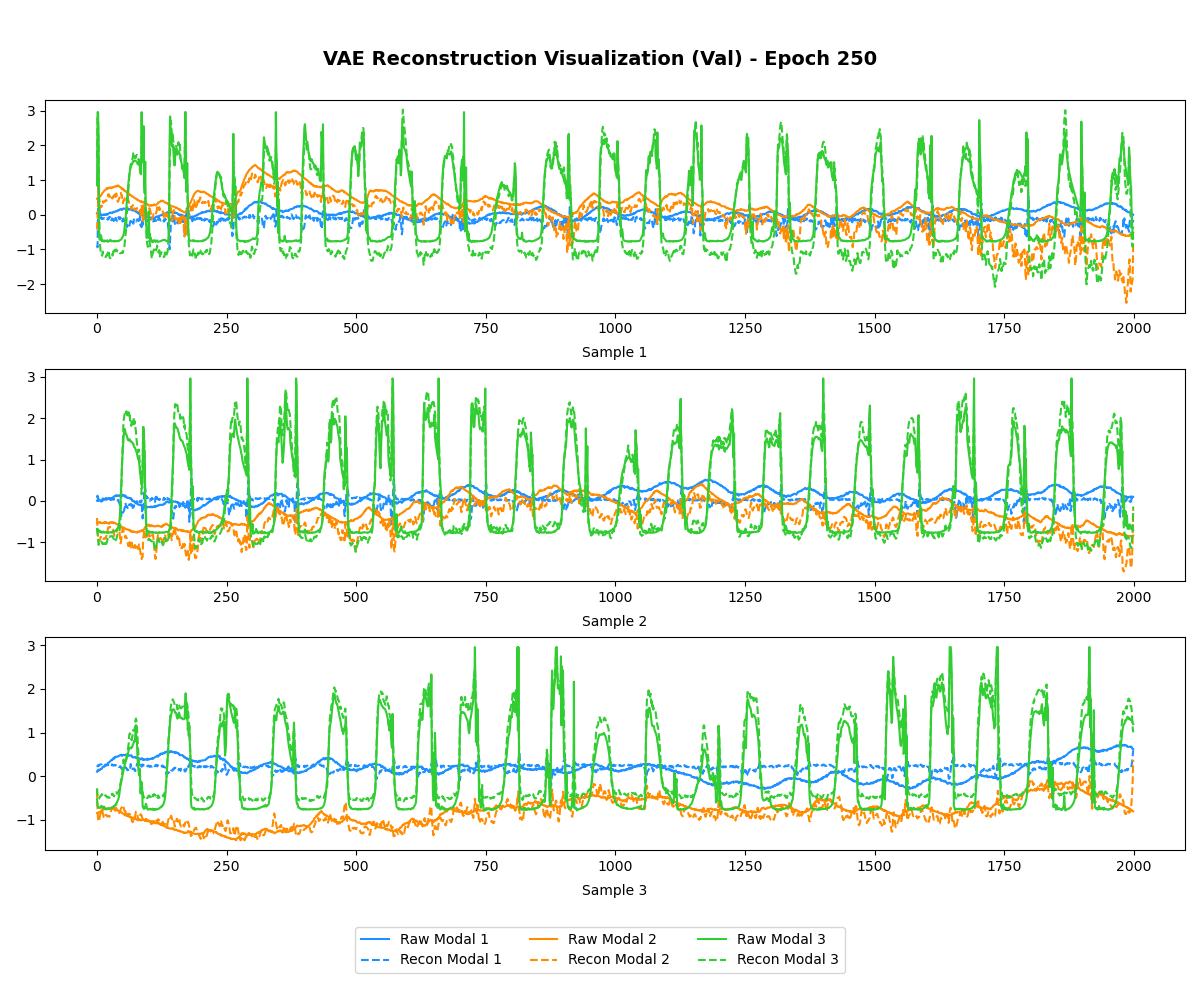 VAE Reconstruction Visualization (Val) - Epoch 250
3
2
1
0
−1
−2
0 250 500 750 1000 1250 1500 1750 2000
Sample 1
3
2
1
0
−1
0 250 500 750 1000 1250 1500 1750 2000
Sample 2
3
2
1
0
−1
0 250 500 750 1000 1250 1500 1750 2000
Sample 3
Raw Modal 1 Raw Modal 2 Raw Modal 3
Recon Modal 1 Recon Modal 2 Recon Modal 3